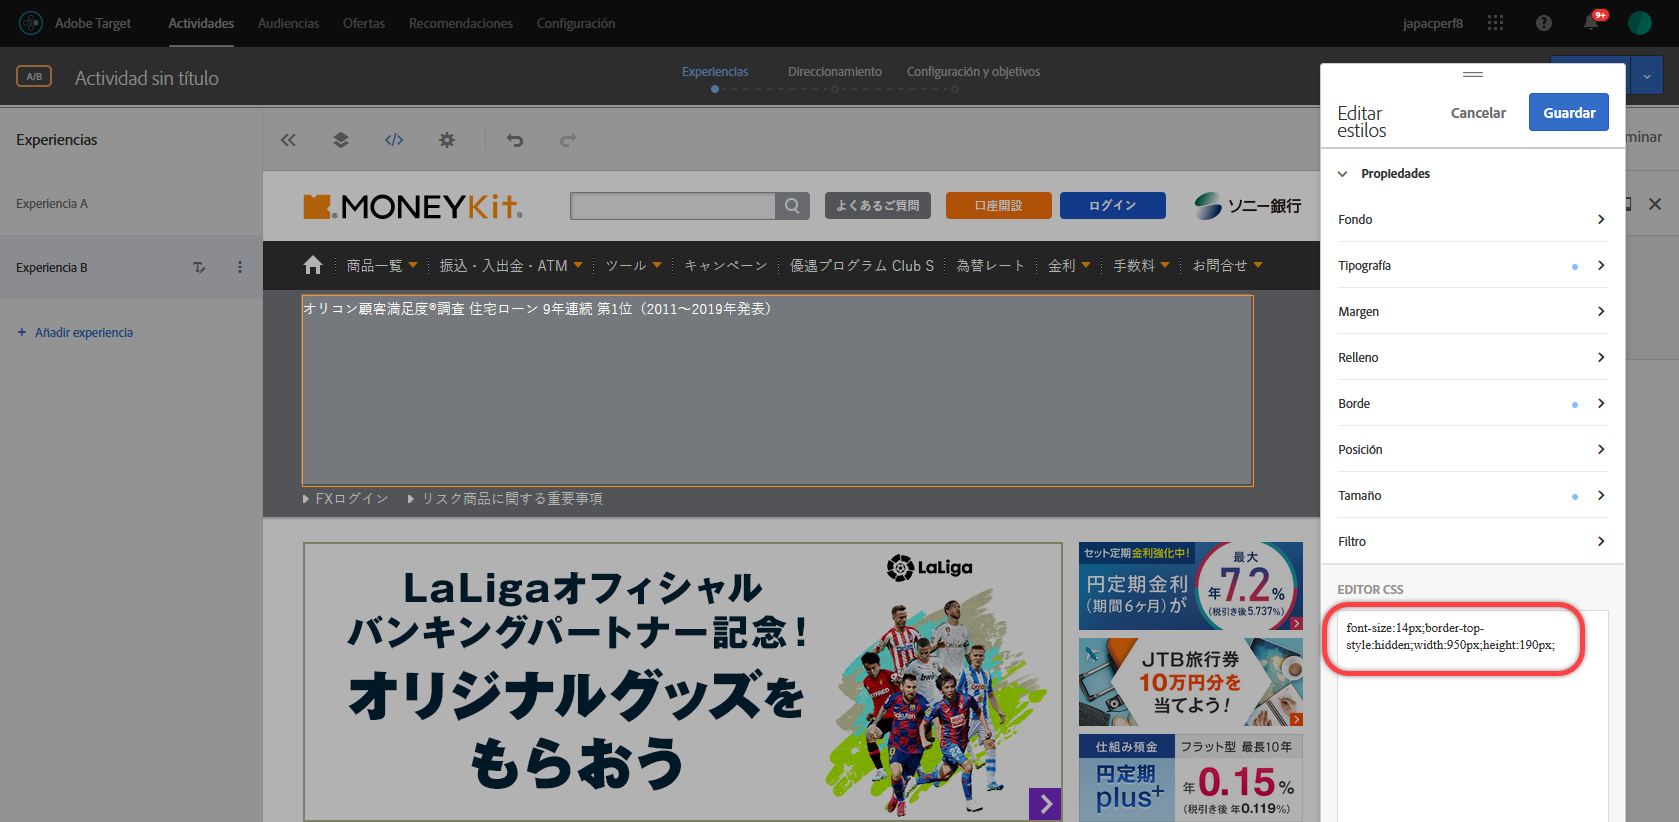 Adobe Target
Actividades
Audiencias
Ofertas
Recomendaciones
Configuración
japacperf8
9+
A/B
Actividad sin título
Experiencias
Direccionamiento
Configuración y objetivos
Experiencias
Experiencia A
Experiencia B
+ Añadir experiencia
</>
MONEYKit
よくあるご質問
口座開設
ログイン
ソニー銀行
商品一覧
振込・入出金・ATM
ツール
キャンペーン
優遇プログラム Club S
為替レート
金利
手数料
お問合せ
オリコン顧客満足度®調査 住宅ローン 9年連続 第1位（2011～2019年発表）
FXログイン
リスク商品に関する重要事項
LaLiga
LaLigaオフィシャル
バンキングパートナー記念！
オリジナルグッズを
もらおう
セット定期金利強化中！
円定期金利
（期間6ヶ月）が
最大
年7.2%
（税引き後5.737%）
JTB旅行券
10万円分を
当てよう！
仕組み預金
フラット型 最長10年
円定期
plus+
年0.15%
（税引き後 年0.119%）
Editar
estilos
Cancelar
Guardar
minar
Propiedades
Fondo
Tipografía
Margen
Relleno
Borde
Posición
Tamaño
Filtro
EDITOR CSS
font-size:14px;border-top-
style:hidden;width:950px;height:190px;